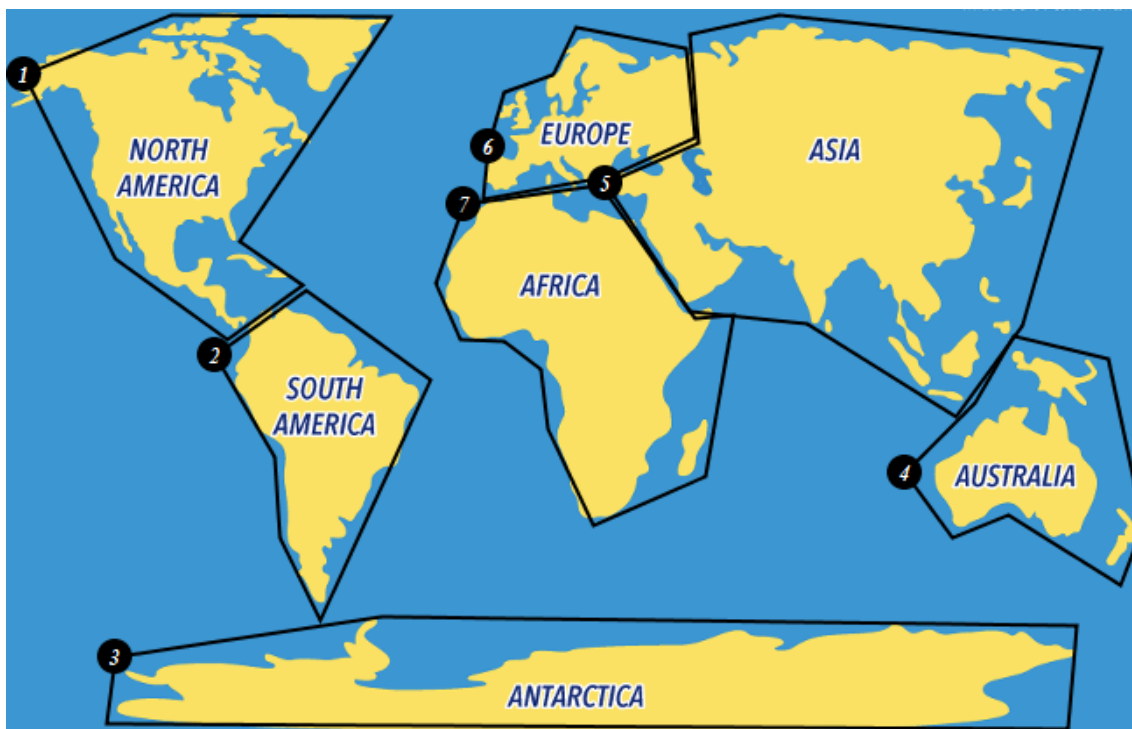 1
NORTH
AMERICA
2
SOUTH
AMERICA
3
ANTARCTICA
4
AUSTRALIA
5
ASIA
6
EUROPE
7
AFRICA